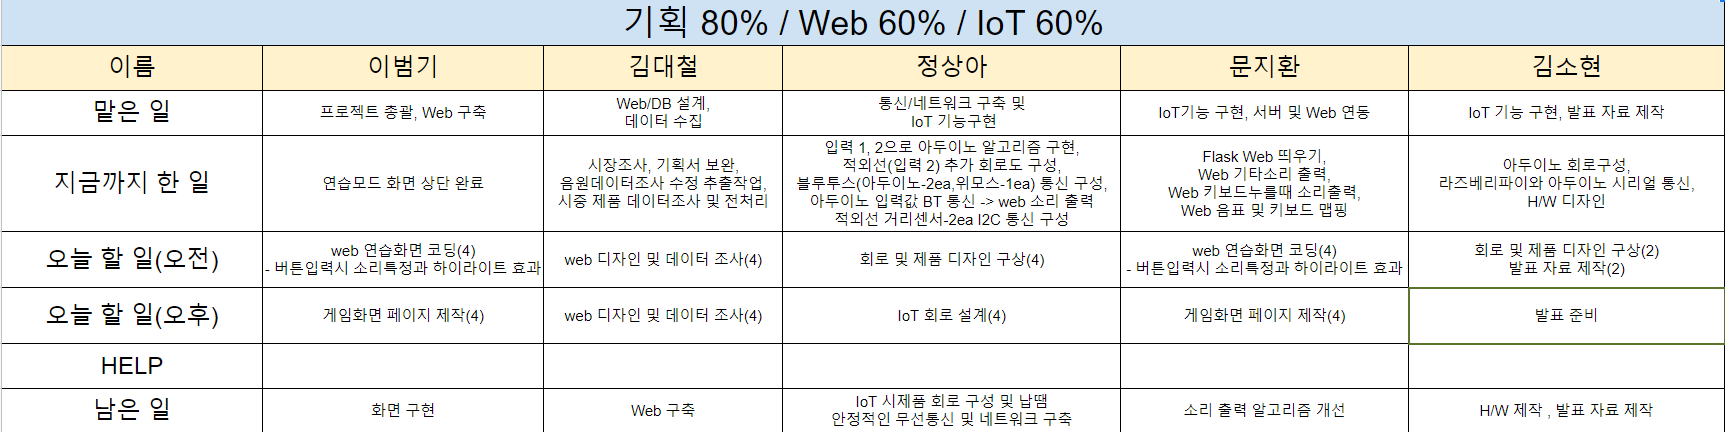 기획 80% / Web 60% / IoT 60%
이름 이범기 김대철 정상아 문지환 김소현
맡은 일
프로젝트 총괄, Web 구축
Web/DB 설계,
데이터 수집
통신/네트워크 구축 및
IoT 기능구현
IoT기능 구현, 서버 및 Web 연동
IoT 기능 구현, 발표 자료 제작
지금까지 한 일
연습모드 화면 상단 완료
시장조사, 기획서 보완,
음원데이터조사 수정 추출작업,
시중 제품 데이터조사 및 전처리
입력 1, 2으로 아두이노 알고리즘 구현,
적외선(입력 2) 추가 회로도 구성,
블루투스(아두이노-2ea,위모스-1ea) 통신 구성,
아두이노 입력값 BT 통신 -> web 소리 출력
적외선 거리센서-2ea I2C 통신 구성
Flask Web 띄우기,
Web 기타소리 출력,
Web 키보드누를때 소리출력,
Web 음표 및 키보드 맵핑
아두이노 회로구성,
라즈베리파이와 아두이노 시리얼 통신,
H/W 디자인
오늘 할 일(오전)
web 연습화면 코딩(4)
- 버튼입력시 소리특정과 하이라이트 효과
web 디자인 및 데이터 조사(4)
회로 및 제품 디자인 구상(4)
web 연습화면 코딩(4)
- 버튼입력시 소리특정과 하이라이트 효과
회로 및 제품 디자인 구상(2)
발표 자료 제작(2)
오늘 할 일(오후)
게임화면 페이지 제작(4)
web 디자인 및 데이터 조사(4)
IoT 회로 설계(4)
게임화면 페이지 제작(4)
발표 준비
HELP
남은 일
화면 구현
Web 구축
IoT 시제품 회로 구성 및 납땜
안정적인 무선통신 및 네트워크 구축
소리 출력 알고리즘 개선
H/W 제작 , 발표 자료 제작